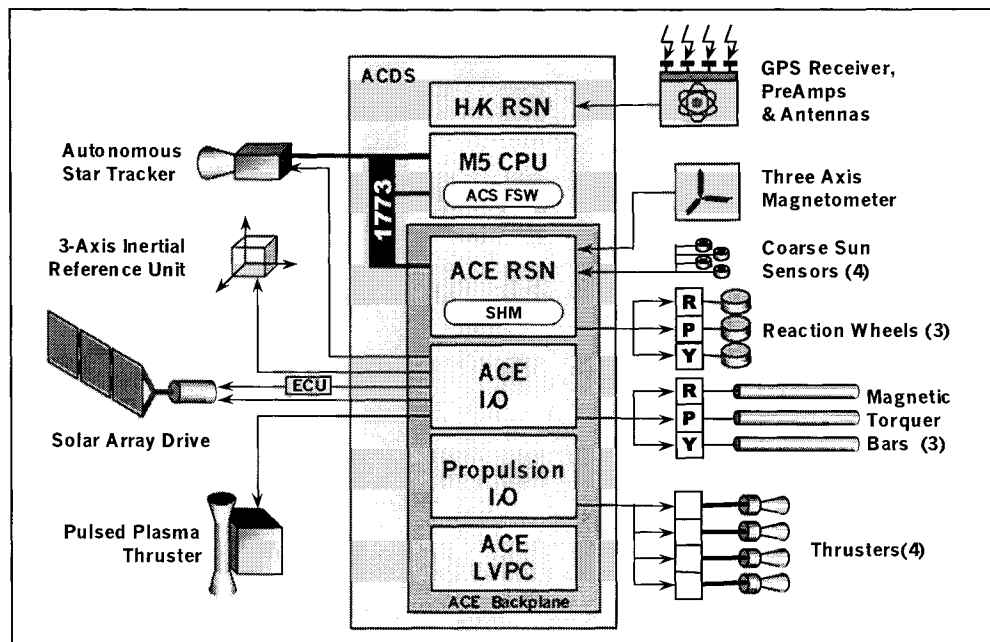 ACDS
H/K RSN
M5 CPU
ACS FSW
1773
ACE RSN
SHM
ACE
I/O
Propulsion
I/O
ACE
LVPC
ACE Backplane
Autonomous
Star Tracker
3-Axis Inertial
Reference Unit
ECU
Solar Array Drive
Pulsed Plasma
Thruster
GPS Receiver,
PreAmps
& Antennas
Three Axis
Magnetometer
Coarse Sun
Sensors (4)
R
P
Y
Reaction Wheels (3)
R
P
Y
Magnetic
Torquer
Bars (3)
Thrusters(4)